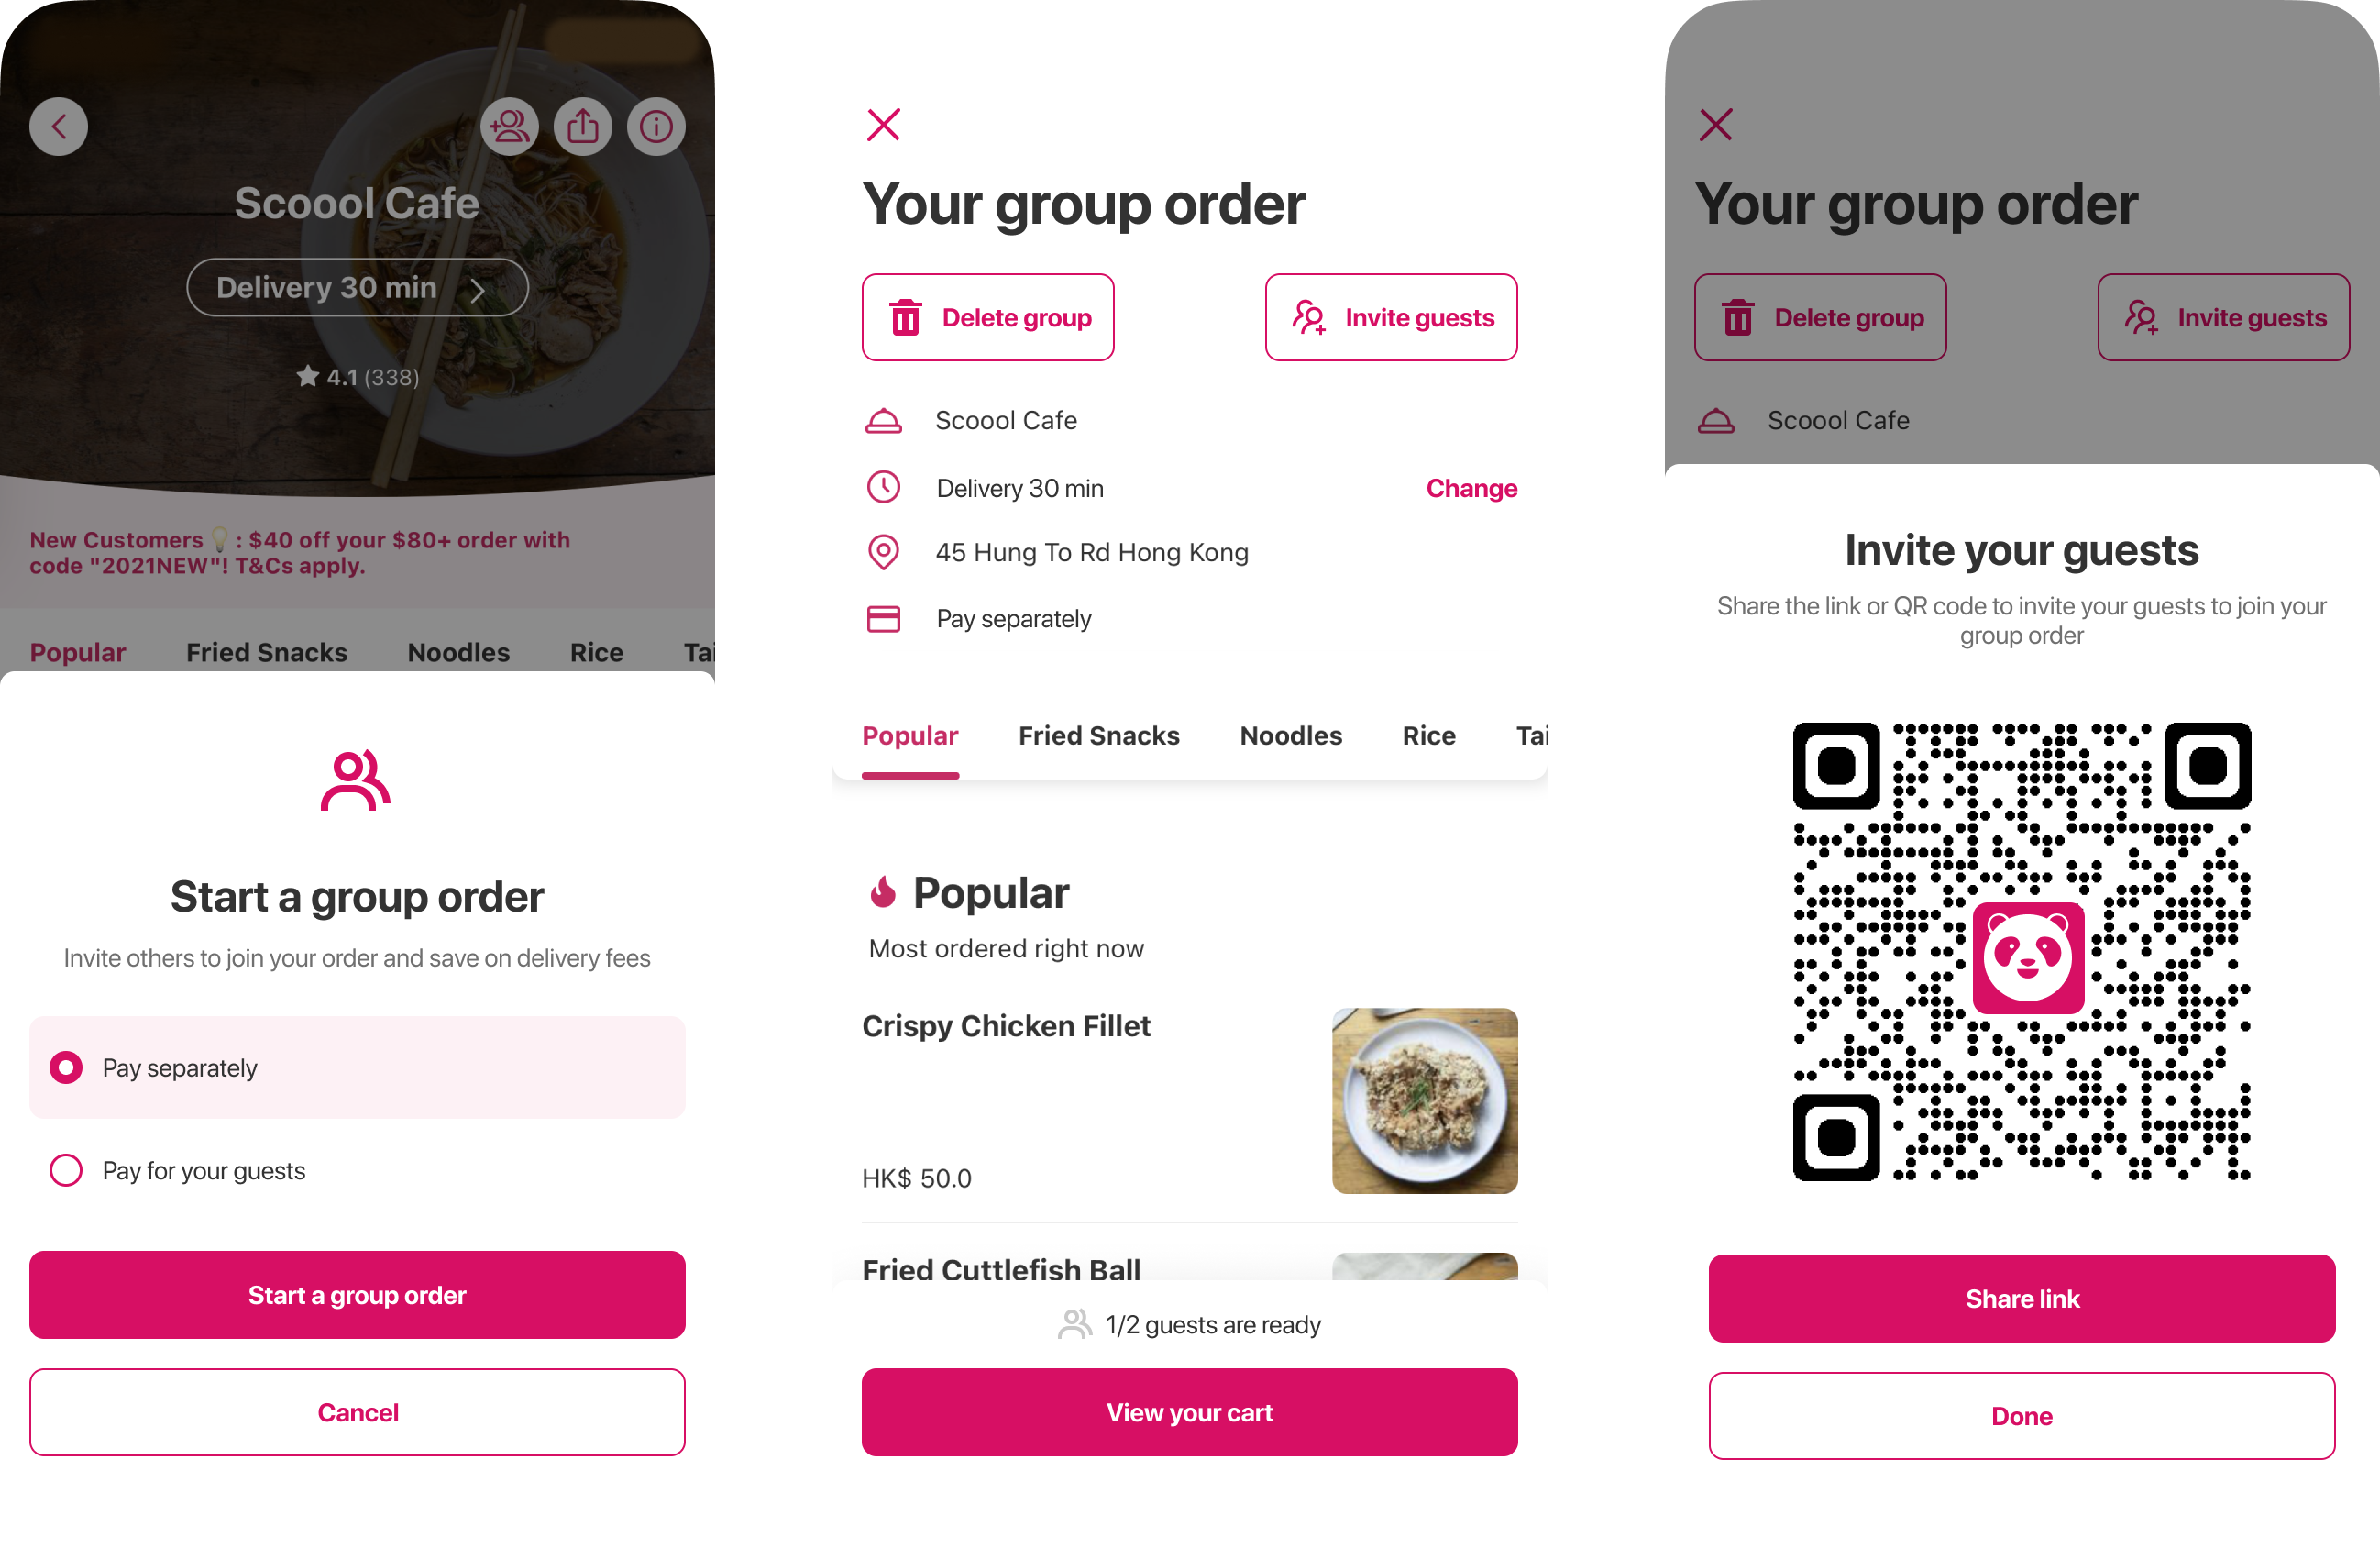 Scoool Cafe
Delivery 30 min
4.1 (338)
New Customers 💡 : $40 off your $80+ order with
code "2021NEW"! T&Cs apply.
Popular Fried Snacks Noodles Rice Tai
Start a group order
Invite others to join your order and save on delivery fees
Pay separately
Pay for your guests
Start a group order
Cancel
Your group order
Delete group
Invite guests
Scoool Cafe
Delivery 30 min
Change
45 Hung To Rd Hong Kong
Pay separately
Popular Fried Snacks Noodles Rice Tai
Popular
Most ordered right now
Crispy Chicken Fillet
HK$ 50.0
Fried Cuttlefish Ball
1/2 guests are ready
View your cart
Your group order
Delete group
Invite guests
Scoool Cafe
Invite your guests
Share the link or QR code to invite your guests to join your
group order
Share link
Done